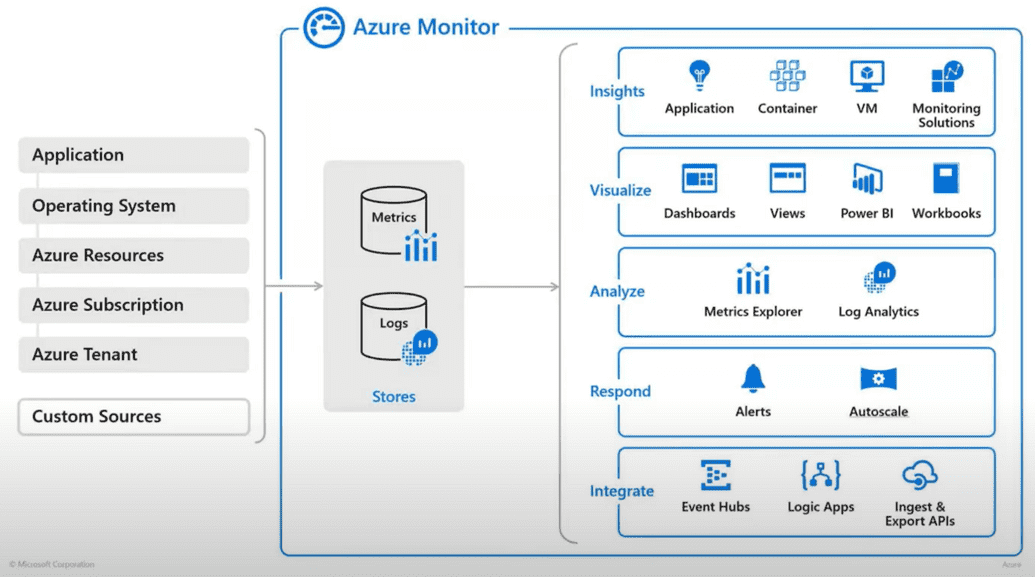 Azure Monitor
Application
Operating System
Azure Resources
Azure Subscription
Azure Tenant
Custom Sources
Metrics
Logs
Stores
Insights
Application
Container
VM
Monitoring
Solutions
Visualize
Dashboards
Views
Power BI
Workbooks
Analyze
Metrics Explorer
Log Analytics
Respond
Alerts
Autoscale
Integrate
Event Hubs
Logic Apps
Ingest &
Export APIs
© Microsoft Corporation
Azure